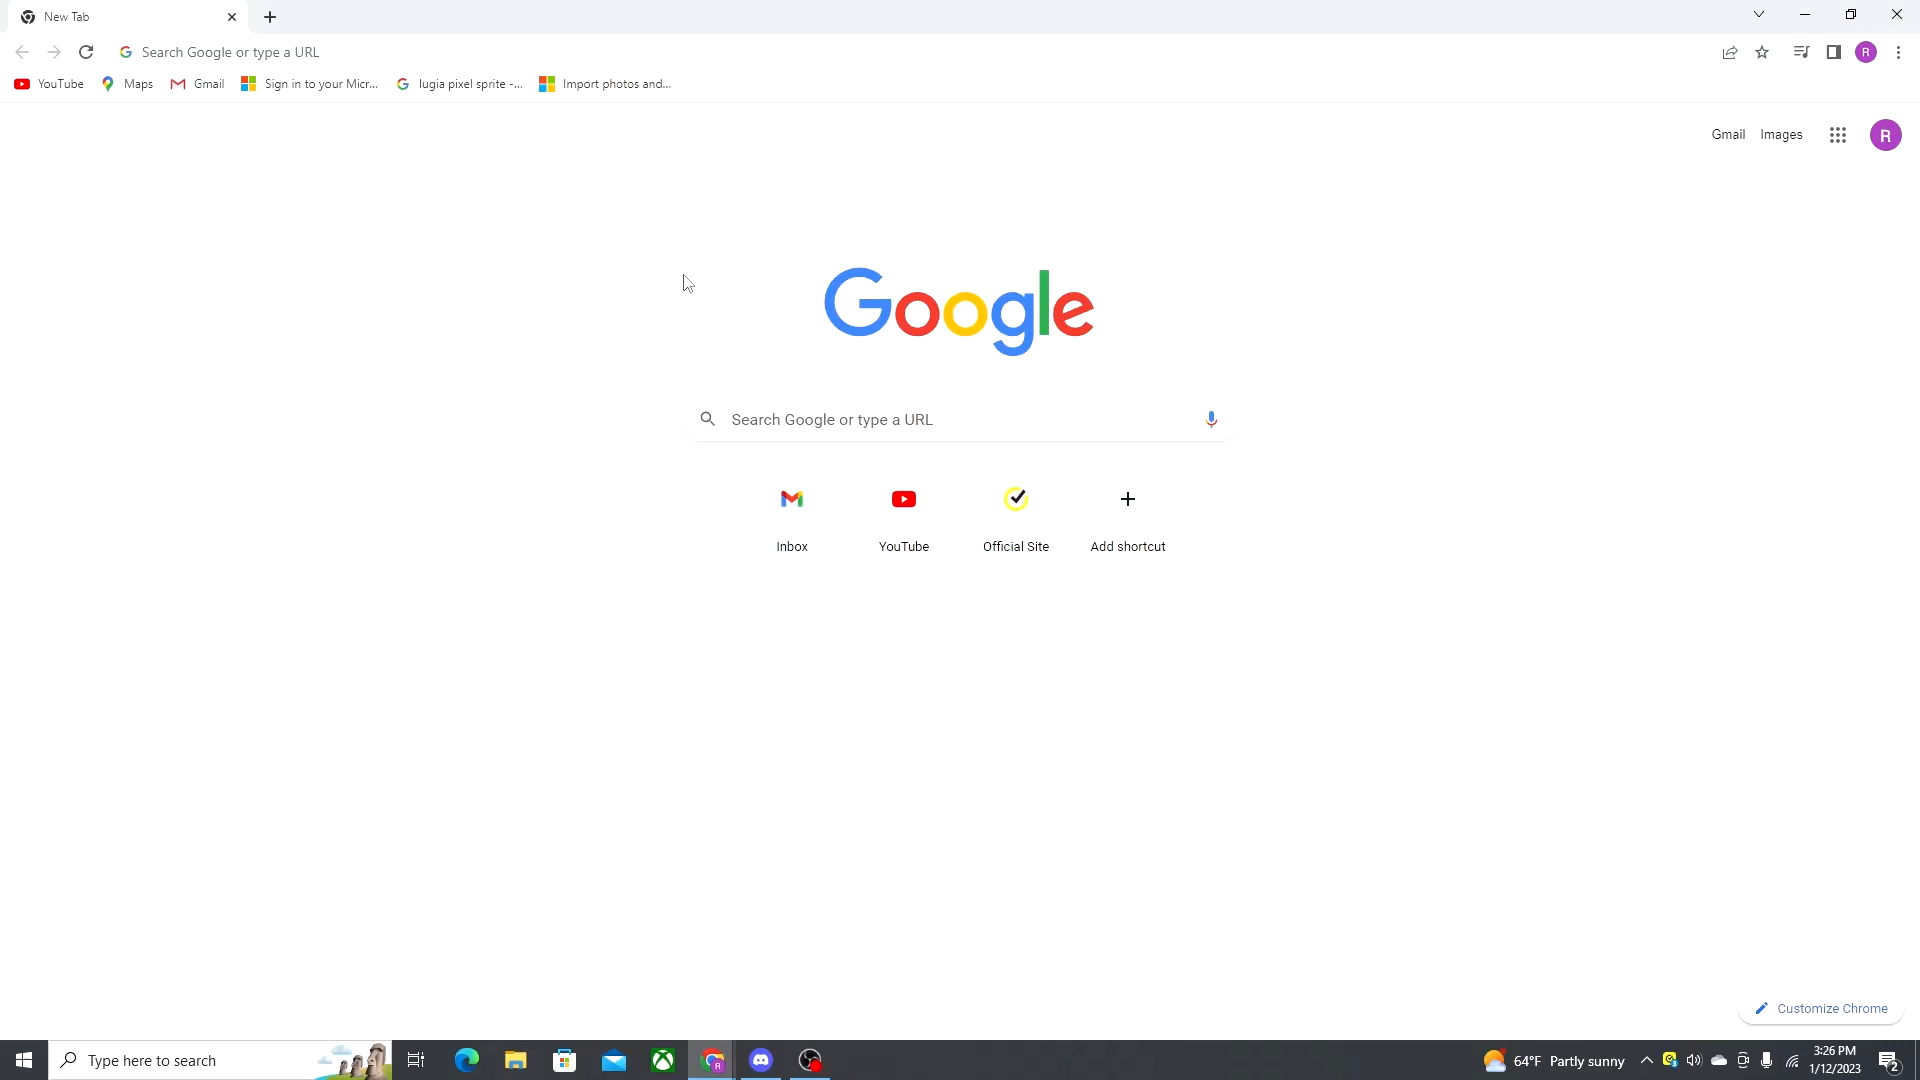 New Tab
Search Google or type a URL
YouTube Maps Gmail Sign in to your Micr... lugia pixel sprite -... Import photos and...
R
Gmail Images R
Google
Search Google or type a URL
Inbox YouTube Official Site Add shortcut
Customize Chrome
Type here to search
R
64°F Partly sunny
3:26 PM
1/12/2023
2